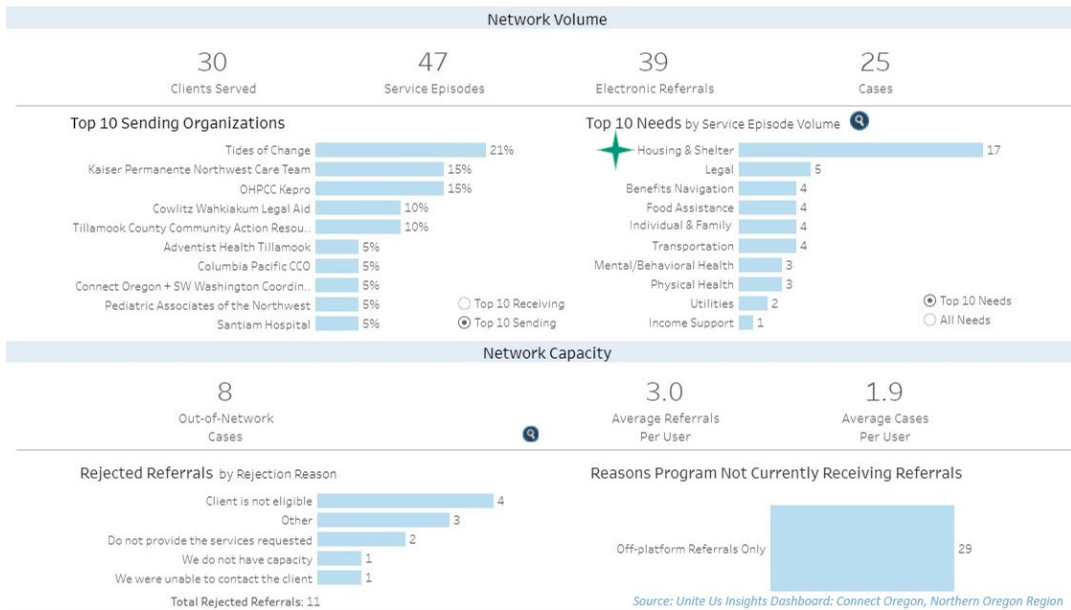 Network Volume
30
Clients Served
47
Service Episodes
39
Electronic Referrals
25
Cases
Top 10 Sending Organizations
Tides of Change 21%
Kaiser Permanente Northwest Care Team 15%
OHPCC Kepro 15%
Cowlitz Wahkiakum Legal Aid 10%
Tillamook County Community Action Resou.. 10%
Adventist Health Tillamook 5%
Columbia Pacific CCO 5%
Connect Oregon + SW Washington Coordin.. 5%
Pediatric Associates of the Northwest 5%
Santiam Hospital 5%
Top 10 Receiving
Top 10 Sending
Top 10 Needs by Service Episode Volume
Housing & Shelter 17
Legal 5
Benefits Navigation 4
Food Assistance 4
Individual & Family 4
Transportation 4
Mental/Behavioral Health 3
Physical Health 3
Utilities 2
Income Support 1
Top 10 Needs
All Needs
Network Capacity
8
Out-of-Network
Cases
3.0
Average Referrals
Per User
1.9
Average Cases
Per User
Rejected Referrals by Rejection Reason
Client is not eligible 4
Other 3
Do not provide the services requested 2
We do not have capacity 1
We were unable to contact the client 1
Total Rejected Referrals: 11
Reasons Program Not Currently Receiving Referrals
Off-platform Referrals Only 29
Source: Unite Us Insights Dashboard: Connect Oregon, Northern Oregon Region